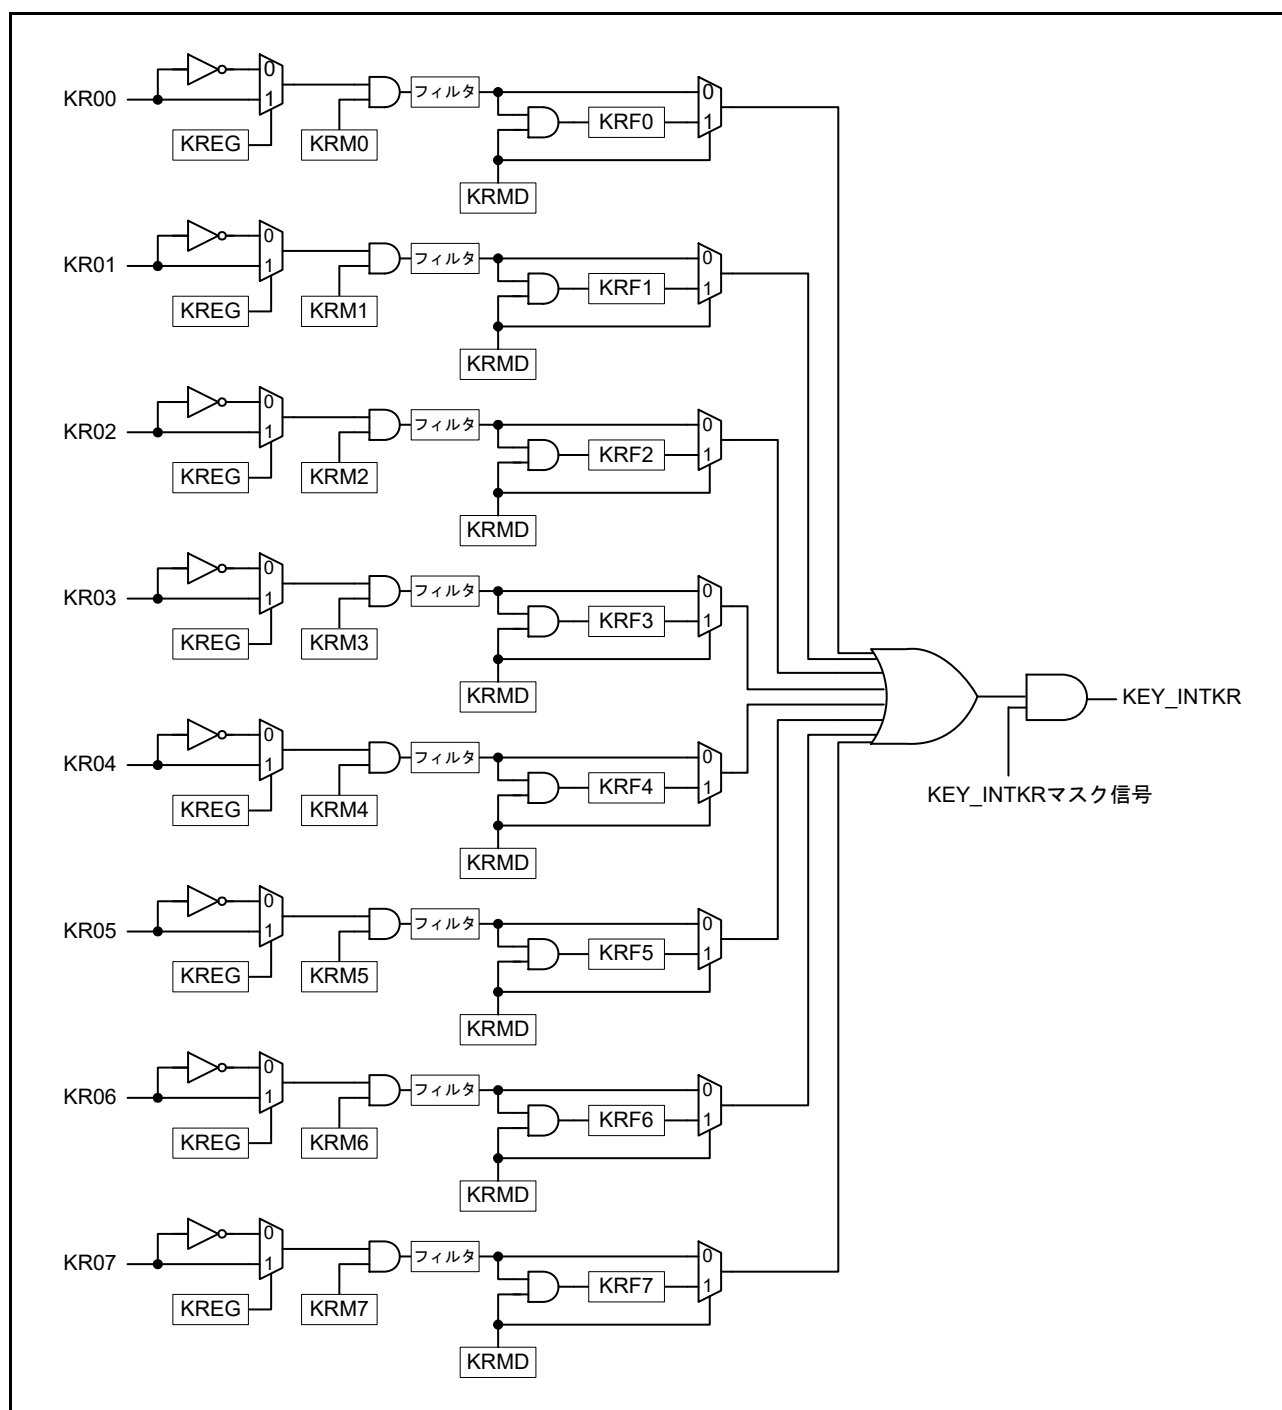 0
KR00
1
フィルタ
0
KREG
KRM0
KRF0
1
KRMD
0
KR01
1
フィルタ
0
KREG
KRM1
KRF1
1
KRMD
0
KR02
1
フィルタ
0
KREG
KRM2
KRF2
1
KRMD
0
KR03
1
フィルタ
0
KREG
KRM3
KRF3
1
KRMD
KEY_INTKR
KEY_INTKRマスク信号
0
KR04
1
フィルタ
0
KREG
KRM4
KRF4
1
KRMD
0
KR05
1
フィルタ
0
KREG
KRM5
KRF5
1
KRMD
0
KR06
1
フィルタ
0
KREG
KRM6
KRF6
1
KRMD
0
KR07
1
フィルタ
0
KREG
KRM7
KRF7
1
KRMD